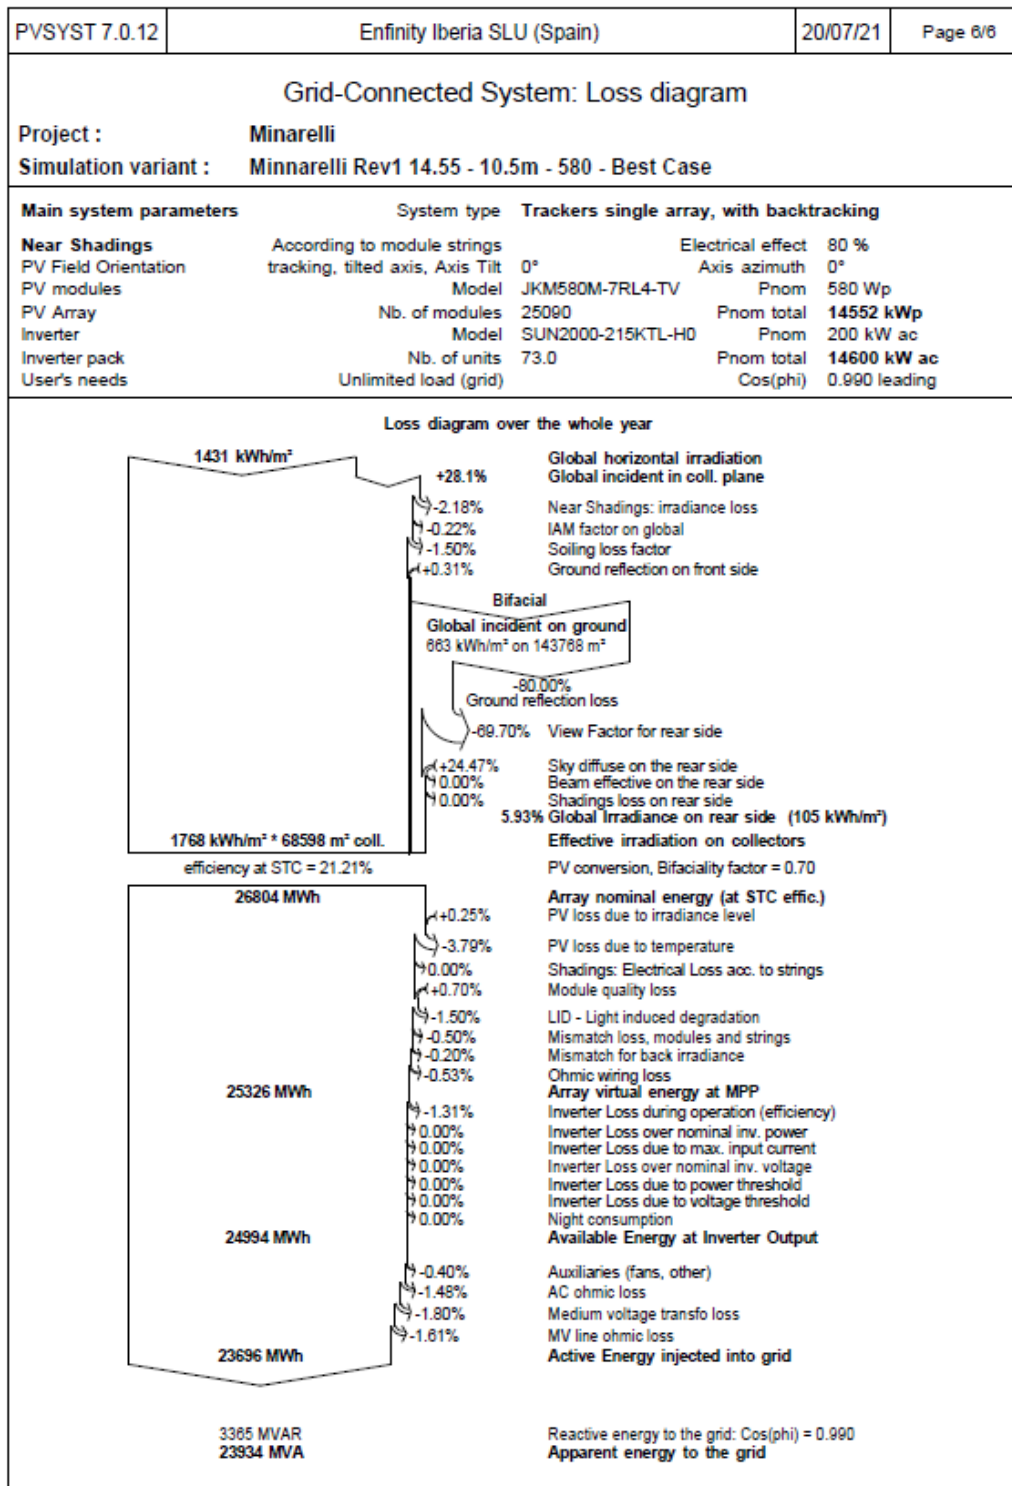 PVSYST 7.0.12 Enfinity Iberia SLU (Spain) 20/07/21 Page 6/6
Grid-Connected System: Loss diagram
Project : Minarelli
Simulation variant : Minnarelli Rev1 14.55 - 10.5m - 580 - Best Case
Main system parameters System type Trackers single array, with backtracking
Near Shadings According to module strings Electrical effect 80 %
PV Field Orientation tracking, tilted axis, Axis Tilt 0° Axis azimuth 0°
PV modules Model JKM580M-7RL4-TV Pnom 580 Wp
PV Array Nb. of modules 25090 Pnom total 14552 kWp
Inverter Model SUN2000-215KTL-H0 Pnom 200 kW ac
Inverter pack Nb. of units 73.0 Pnom total 14600 kW ac
User's needs Unlimited load (grid) Cos(phi) 0.990 leading
Loss diagram over the whole year
1431 kWh/m² Global horizontal irradiation
+28.1% Global incident in coll. plane
-2.18% Near Shadings: irradiance loss
-0.22% IAM factor on global
-1.50% Soiling loss factor
+0.31% Ground reflection on front side
Bifacial
Global incident on ground
663 kWh/m² on 143768 m²
-80.00%
Ground reflection loss
-69.70% View Factor for rear side
+24.47% Sky diffuse on the rear side
0.00% Beam effective on the rear side
0.00% Shadings loss on rear side
5.93% Global Irradiance on rear side (105 kWh/m²)
1768 kWh/m² * 68598 m² coll. Effective irradiation on collectors
efficiency at STC = 21.21% PV conversion, Bifaciality factor = 0.70
26804 MWh Array nominal energy (at STC effic.)
+0.25% PV loss due to irradiance level
-3.79% PV loss due to temperature
0.00% Shadings: Electrical Loss acc. to strings
+0.70% Module quality loss
-1.50% LID - Light induced degradation
-0.50% Mismatch loss, modules and strings
-0.20% Mismatch for back irradiance
-0.53% Ohmic wiring loss
25326 MWh Array virtual energy at MPP
-1.31% Inverter Loss during operation (efficiency)
0.00% Inverter Loss over nominal inv. power
0.00% Inverter Loss due to max. input current
0.00% Inverter Loss over nominal inv. voltage
0.00% Inverter Loss due to power threshold
0.00% Inverter Loss due to voltage threshold
0.00% Night consumption
24994 MWh Available Energy at Inverter Output
-0.40% Auxiliaries (fans, other)
-1.48% AC ohmic loss
-1.80% Medium voltage transfo loss
-1.61% MV line ohmic loss
23696 MWh Active Energy injected into grid
3365 MVAR Reactive energy to the grid: Cos(phi) = 0.990
23934 MVA Apparent energy to the grid